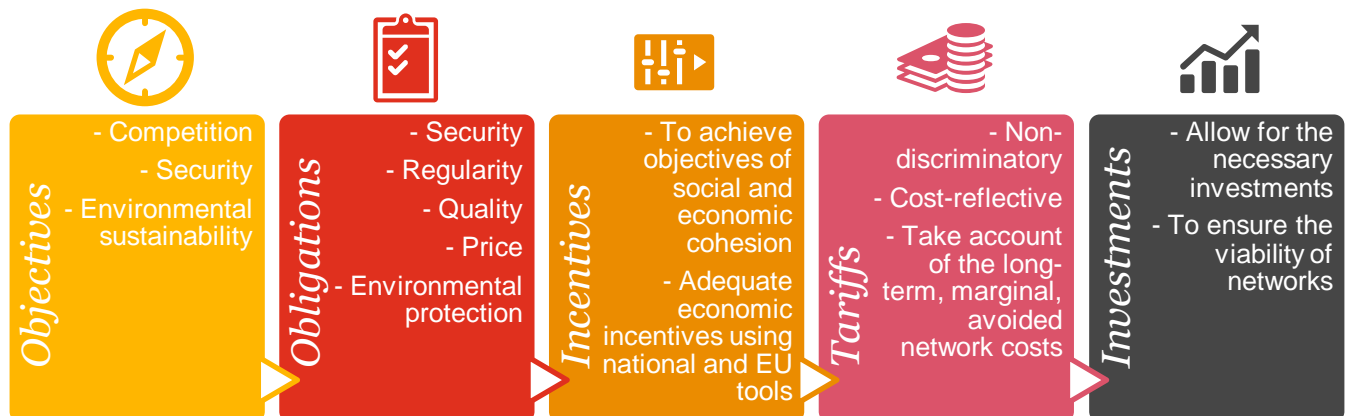 Objectives
- Competition
- Security
- Environmental
sustainability
Obligations
- Security
- Regularity
- Quality
- Price
- Environmental
protection
Incentives
- To achieve
objectives of
social and
economic
cohesion
- Adequate
economic
incentives using
national and EU
tools
Tariffs
- Non-
discriminatory
- Cost-reflective
- Take account
of the long-
term, marginal,
avoided
network costs
Investments
- Allow for the
necessary
investments
- To ensure the
viability of
networks